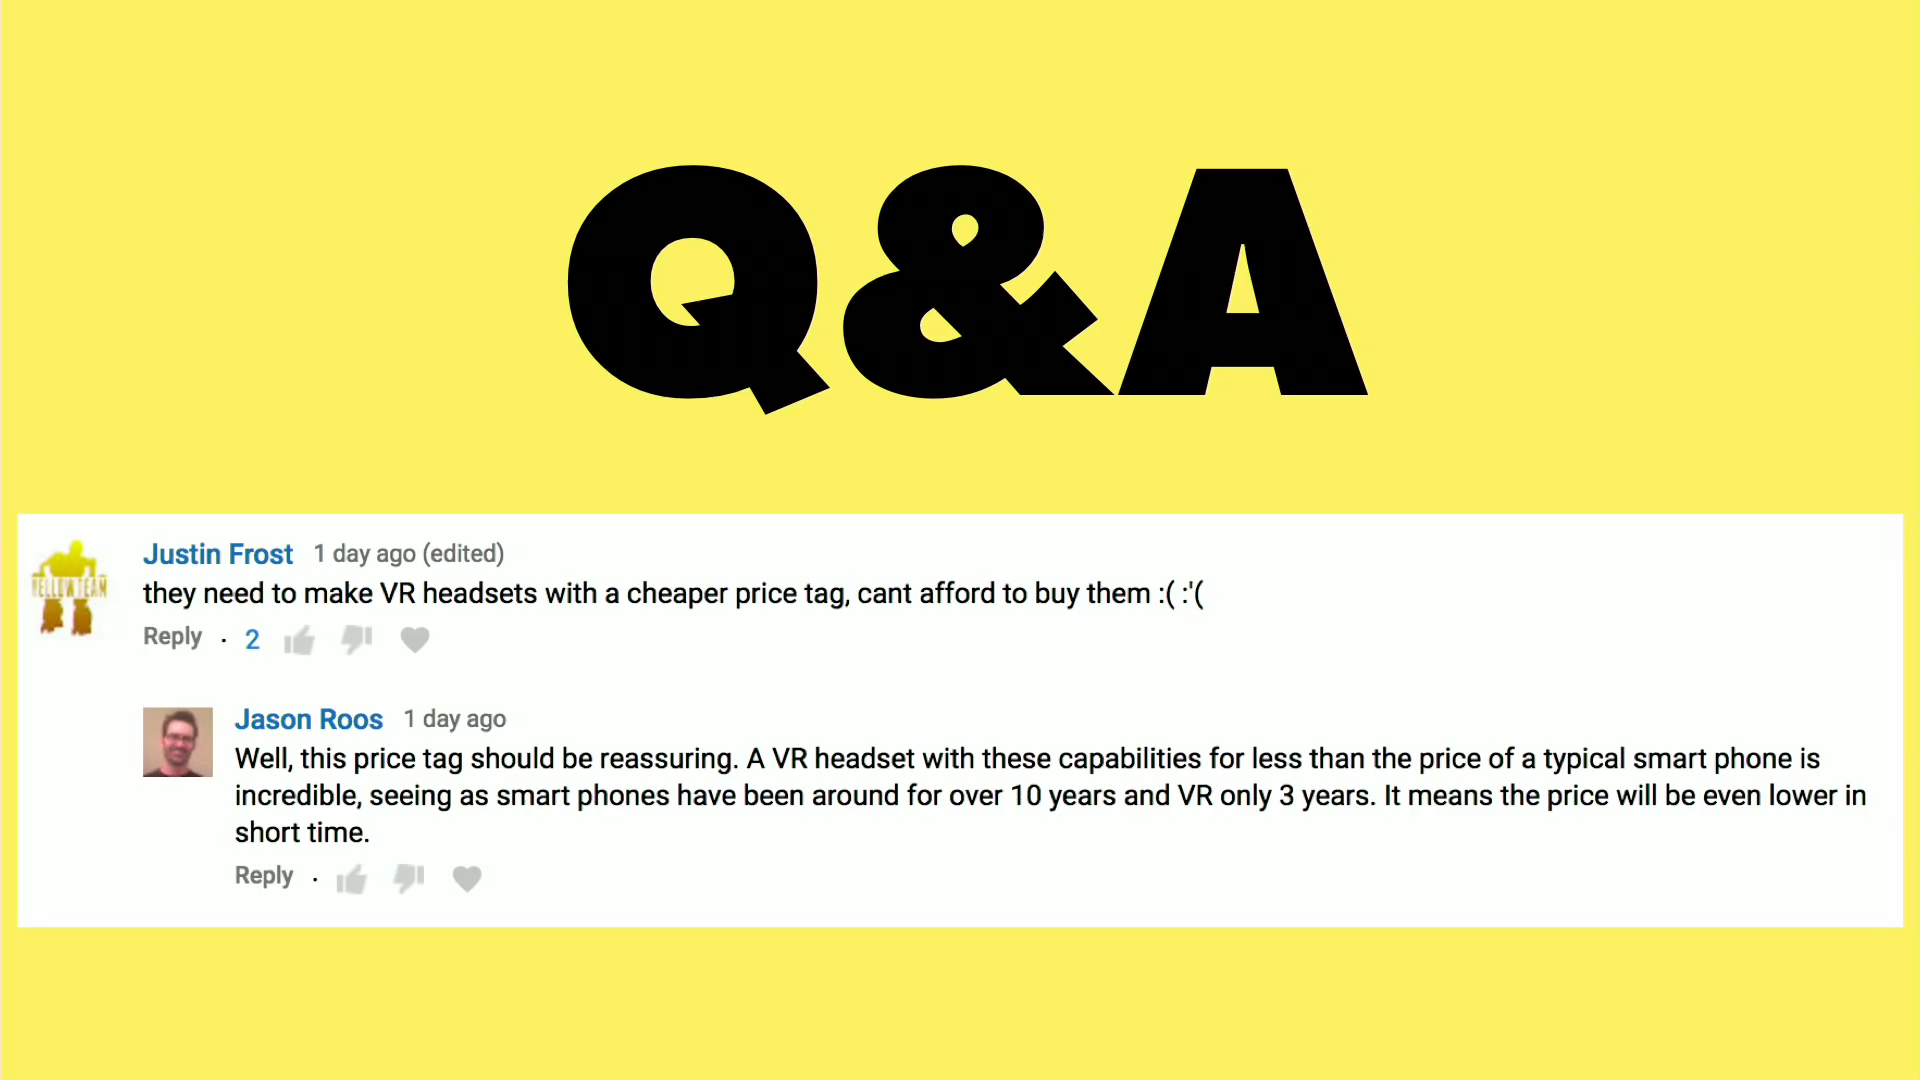 Q&A
YELLOW TEAM
Justin Frost 1 day ago (edited)
they need to make VR headsets with a cheaper price tag, cant afford to buy them :( :'(
Reply · 2
Jason Roos 1 day ago
Well, this price tag should be reassuring. A VR headset with these capabilities for less than the price of a typical smart phone is
incredible, seeing as smart phones have been around for over 10 years and VR only 3 years. It means the price will be even lower in
short time.
Reply ·